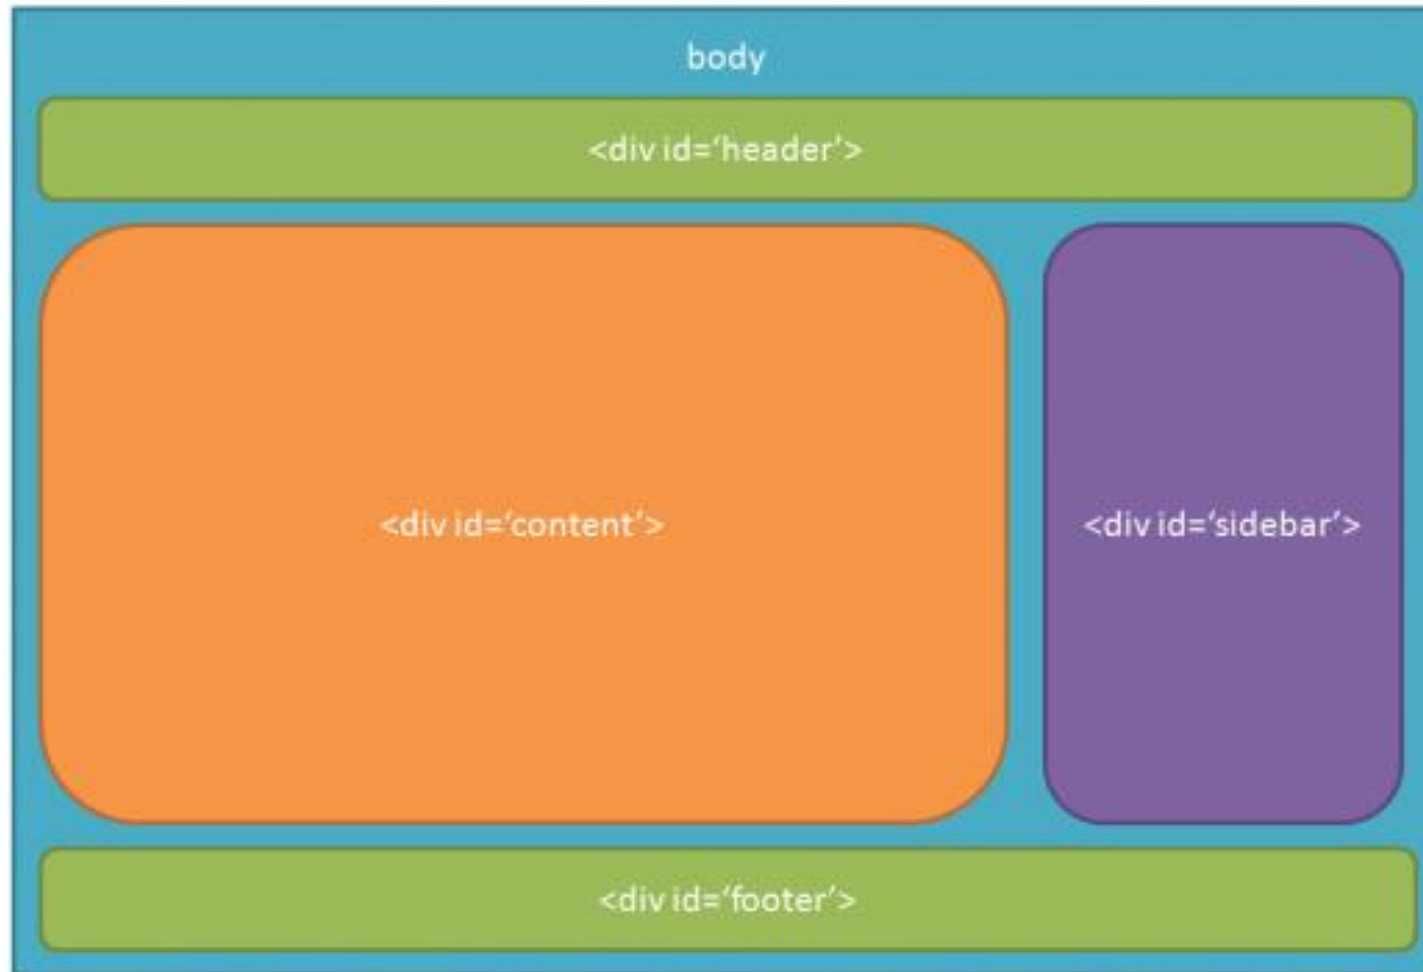 body
<div id=‘header’>
<div id=‘content’>
<div id=‘sidebar’>
<div id=‘footer’>